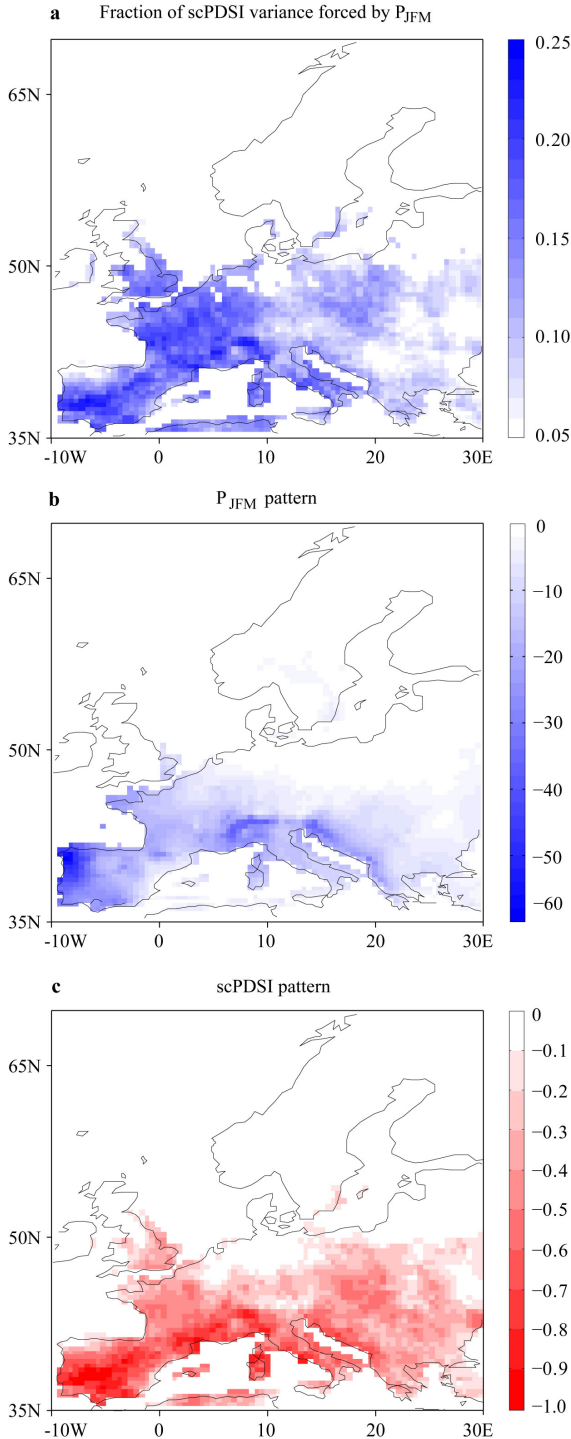 a Fraction of scPDSI variance forced by P_JFM
65N
50N
35N
-10W 0 10 20 30E
0.25
0.20
0.15
0.10
0.05
b P_JFM pattern
65N
50N
35N
-10W 0 10 20 30E
0
−10
−20
−30
−40
−50
−60
c scPDSI pattern
65N
50N
35N
-10W 0 10 20 30E
0
−0.1
−0.2
−0.3
−0.4
−0.5
−0.6
−0.7
−0.8
−0.9
−1.0